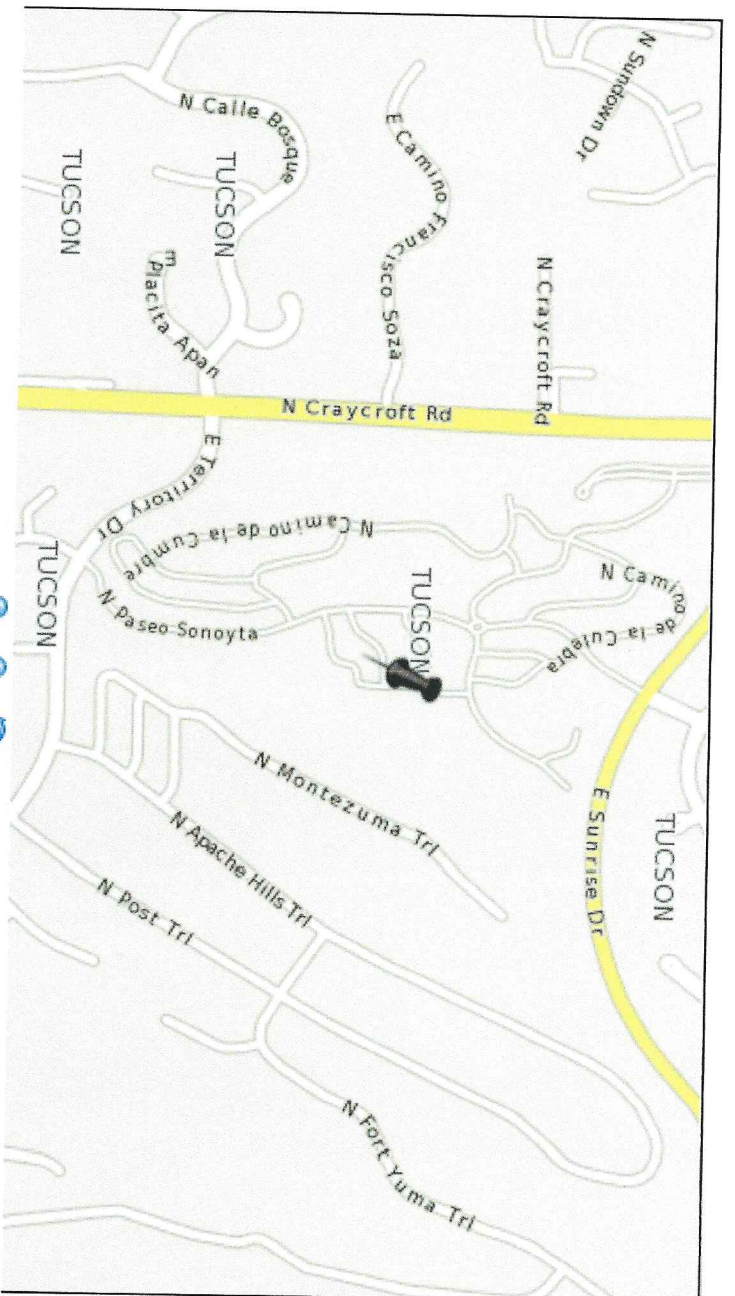 N Sundown Dr
N Calle Bosque
E Camino Francisco Soza
TUCSON
TUCSON
E Placita Apan
N Craycroft Rd
N Craycroft Rd
E Territory Dr
N Camino de la Cumbre
TUCSON
TUCSON
N Camino de la Culebra
N Paseo Sonoyta
N Montezuma Trl
E Sunrise Dr
TUCSON
N Apache Hills Trl
N Post Trl
N Fort Yuma Trl